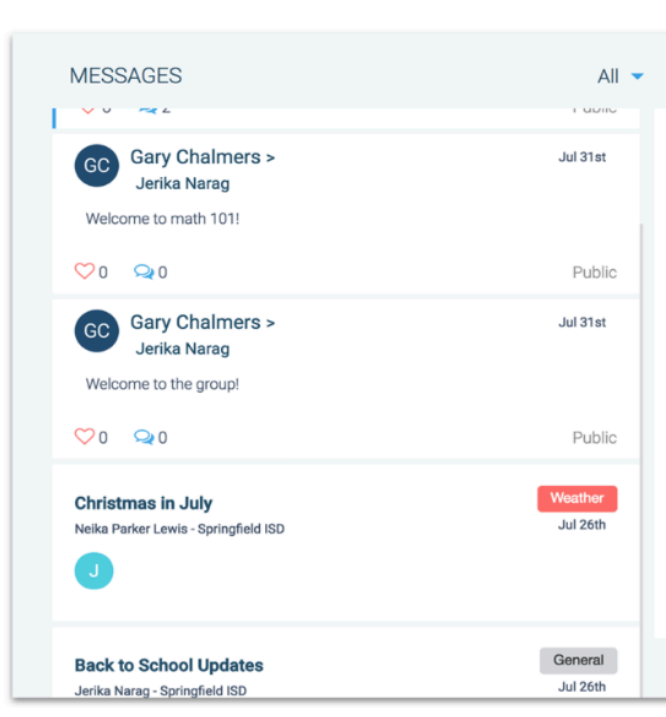 MESSAGES All
2 Public
GC Gary Chalmers > Jul 31st
Jerika Narag
Welcome to math 101!
0 0 Public
GC Gary Chalmers > Jul 31st
Jerika Narag
Welcome to the group!
0 0 Public
Christmas in July Weather
Neika Parker Lewis - Springfield ISD Jul 26th
J
Back to School Updates General
Jerika Narag - Springfield ISD Jul 26th